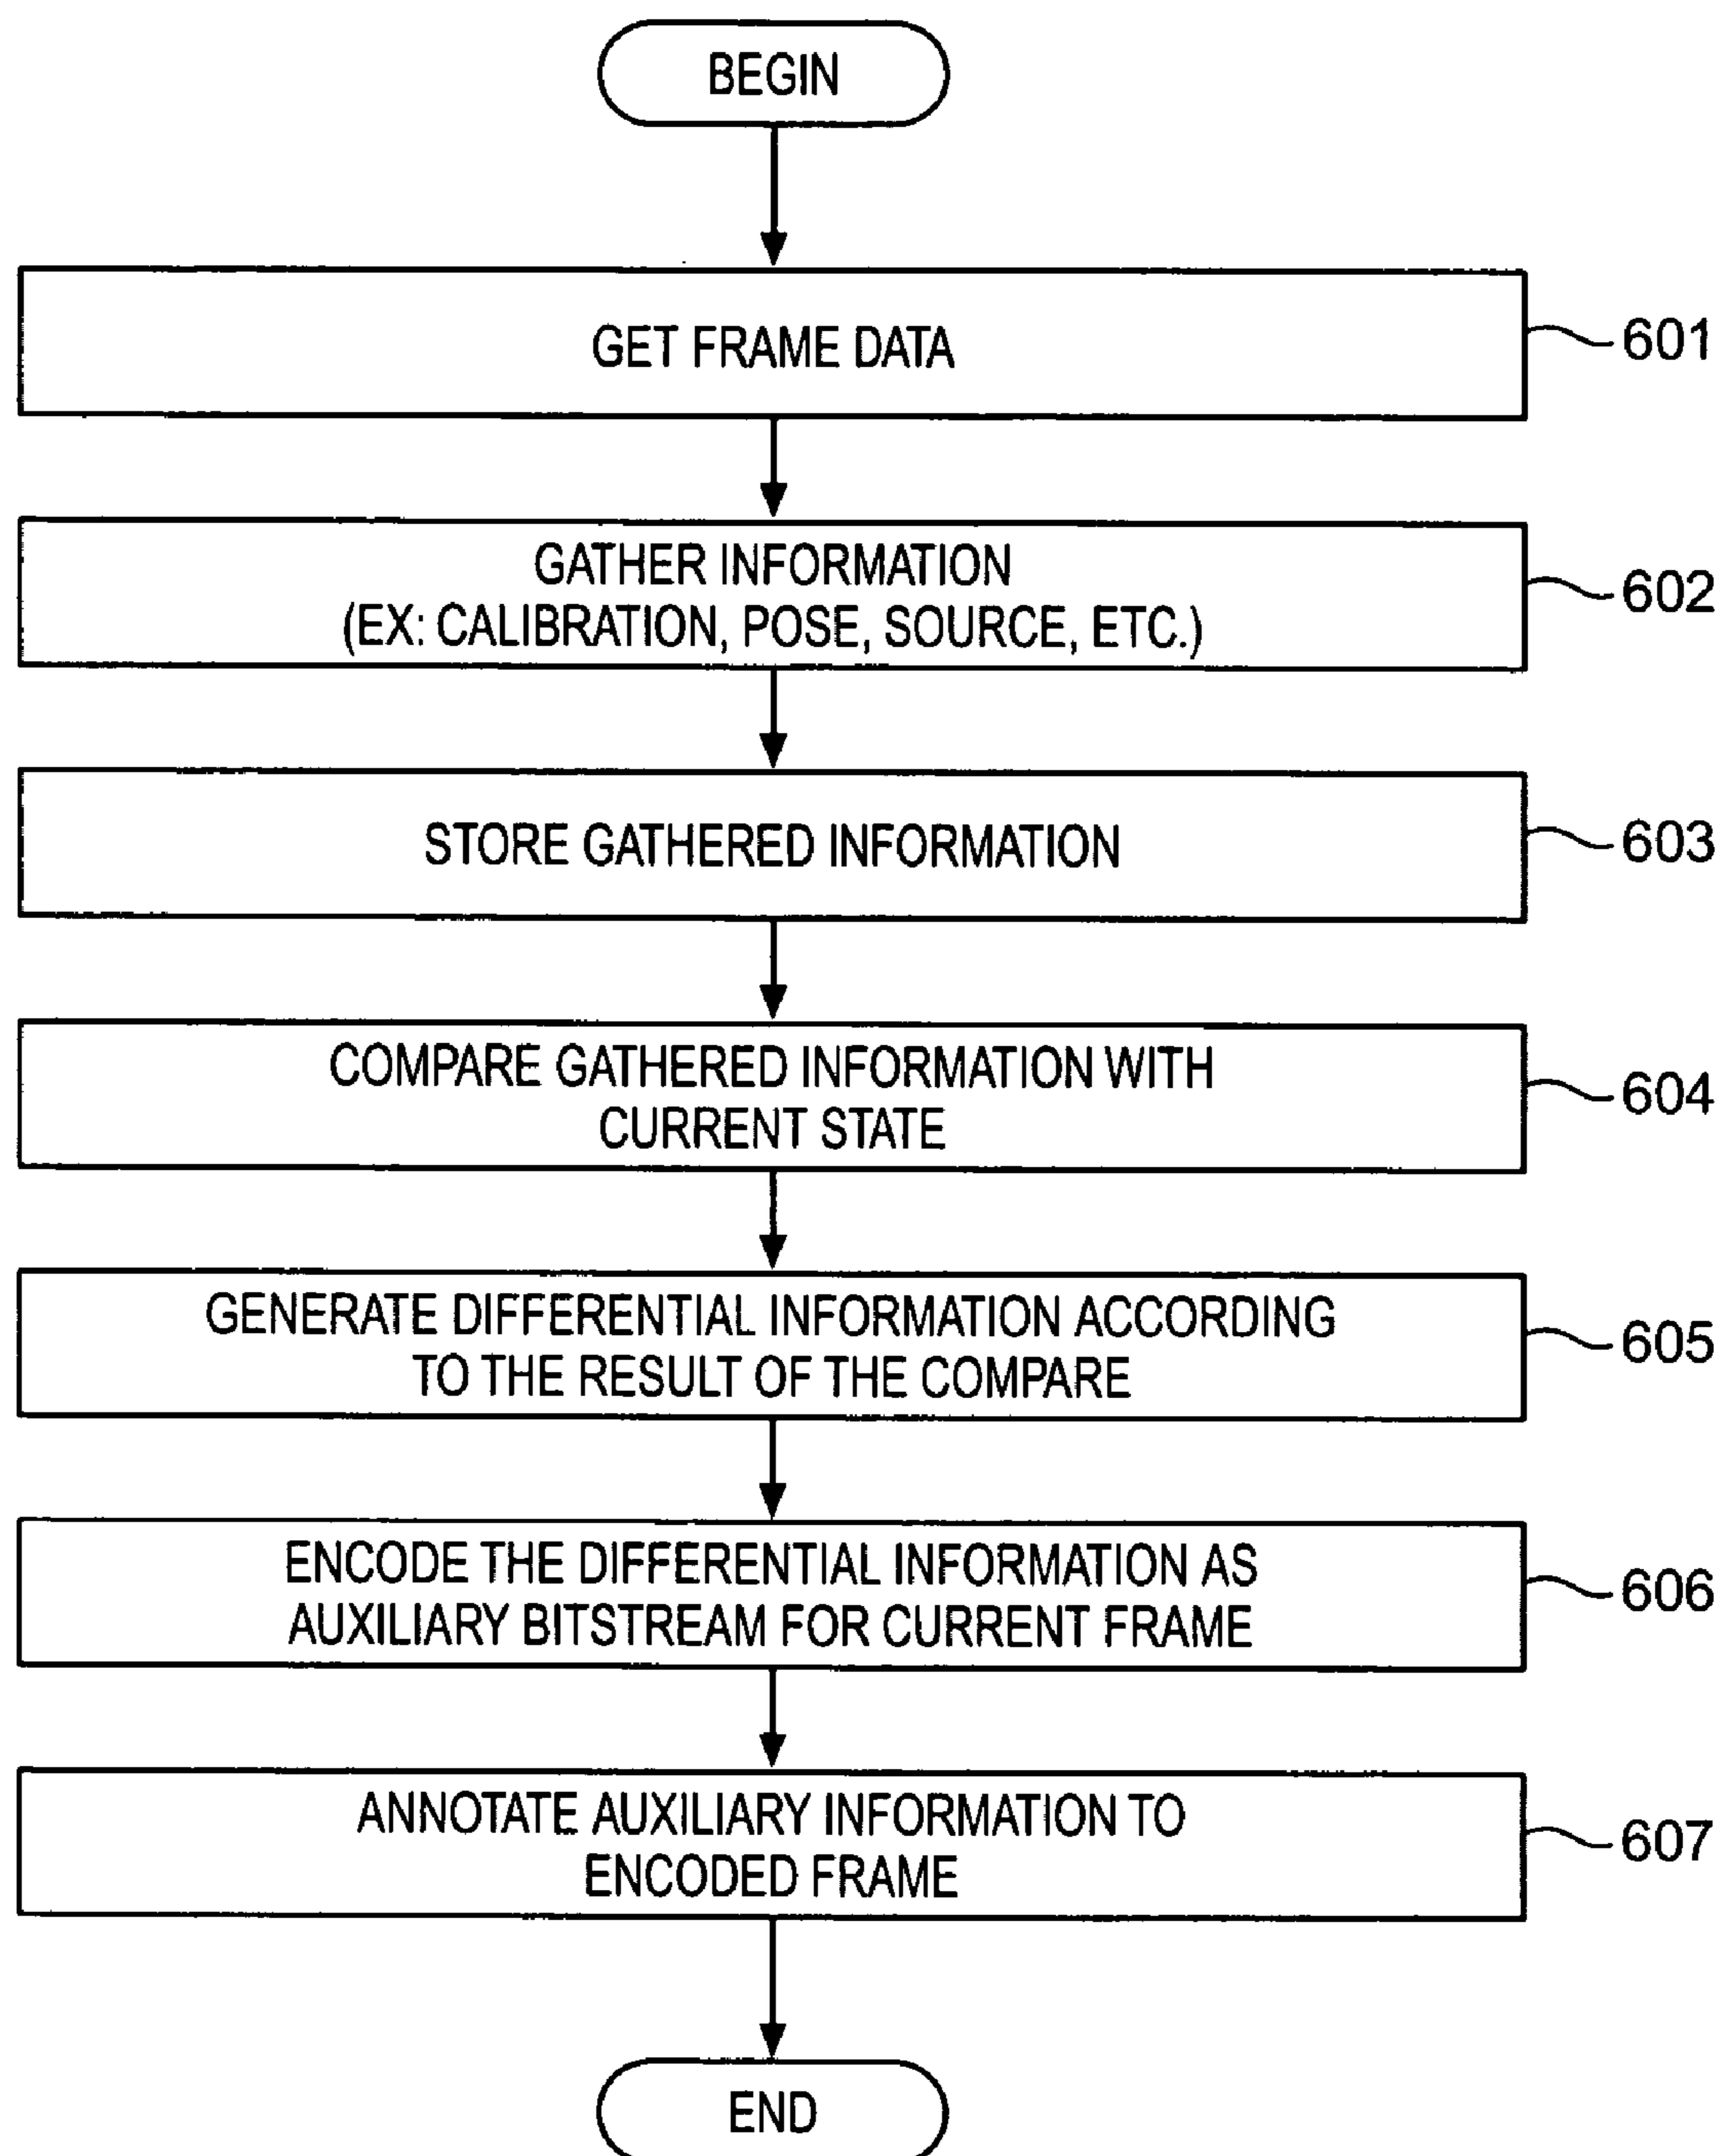 BEGIN
GET FRAME DATA
601
GATHER INFORMATION
(EX: CALIBRATION, POSE, SOURCE, ETC.)
602
STORE GATHERED INFORMATION
603
COMPARE GATHERED INFORMATION WITH
CURRENT STATE
604
GENERATE DIFFERENTIAL INFORMATION ACCORDING
TO THE RESULT OF THE COMPARE
605
ENCODE THE DIFFERENTIAL INFORMATION AS
AUXILIARY BITSTREAM FOR CURRENT FRAME
606
ANNOTATE AUXILIARY INFORMATION TO
ENCODED FRAME
607
END